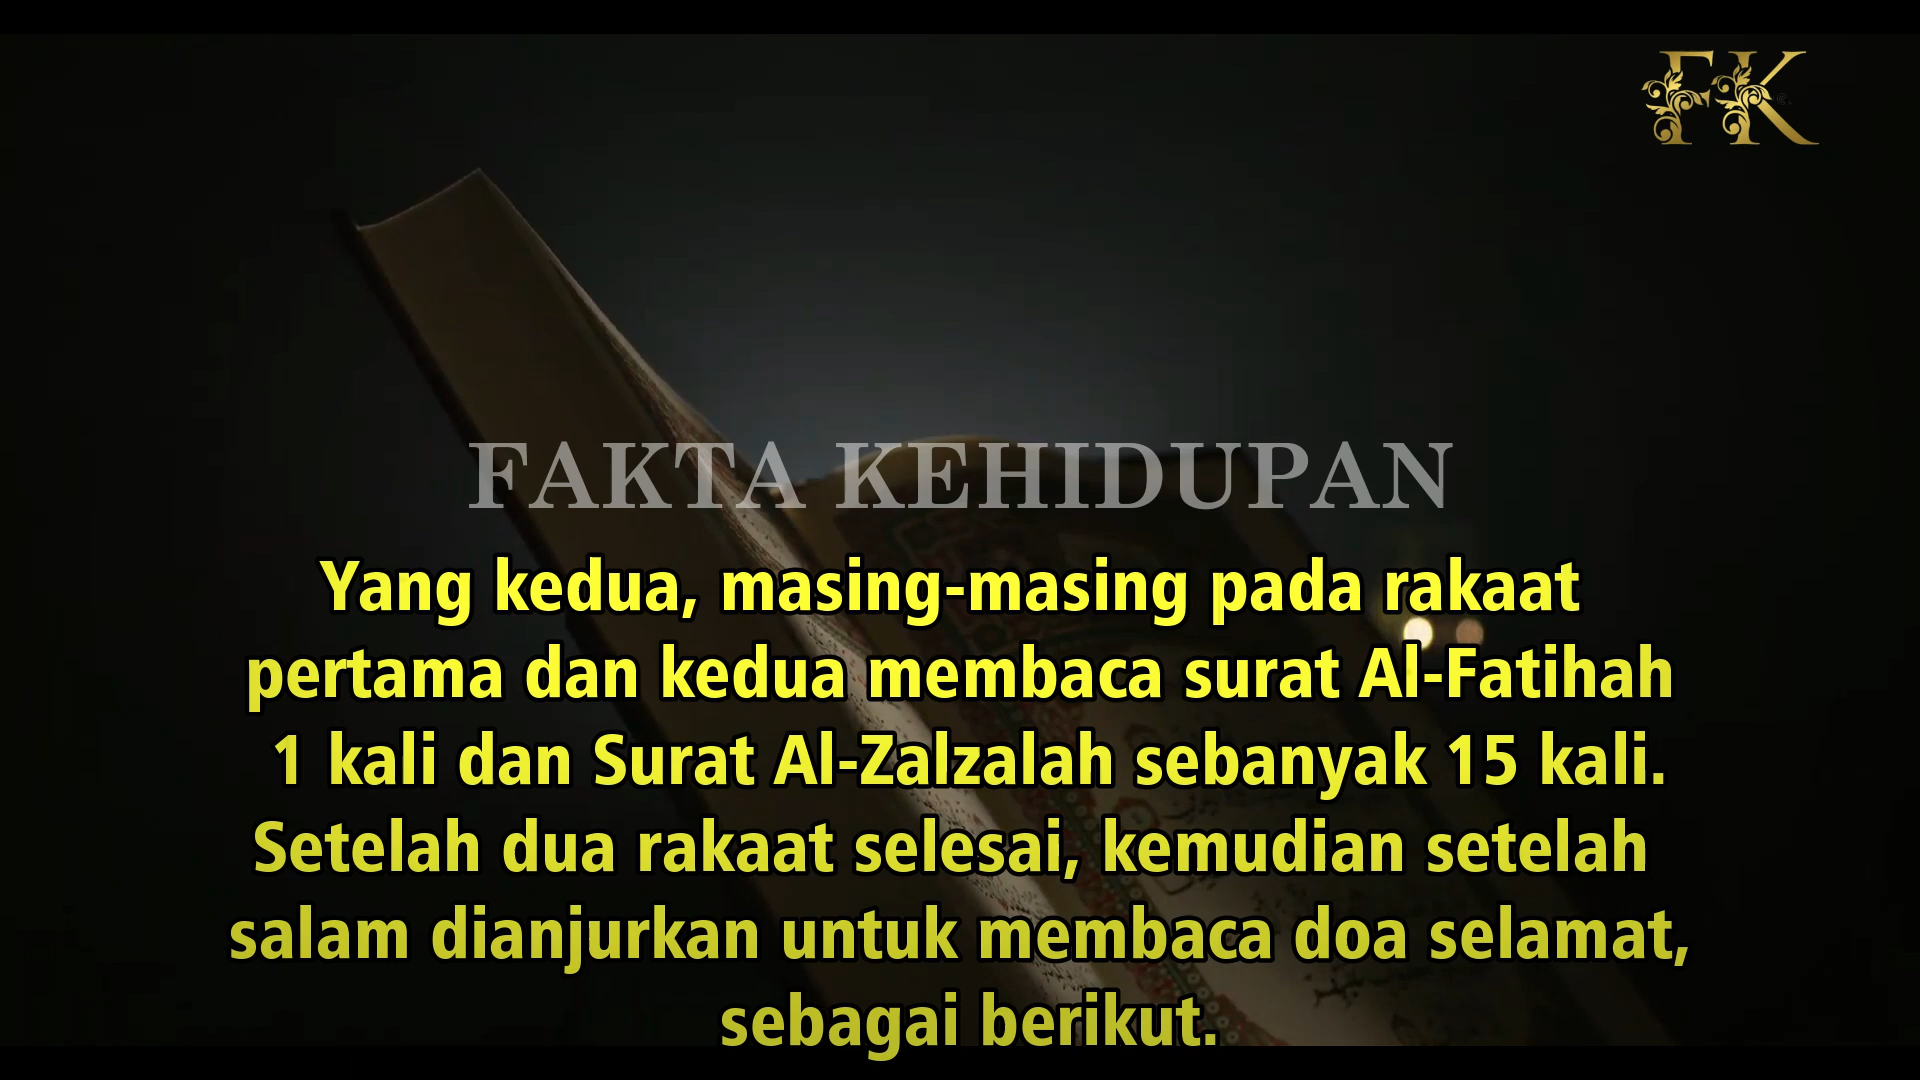 FK
FAKTA KEHIDUPAN
Yang kedua, masing-masing pada rakaat
pertama dan kedua membaca surat Al-Fatihah
1 kali dan Surat Al-Zalzalah sebanyak 15 kali.
Setelah dua rakaat selesai, kemudian setelah
salam dianjurkan untuk membaca doa selamat,
sebagai berikut.